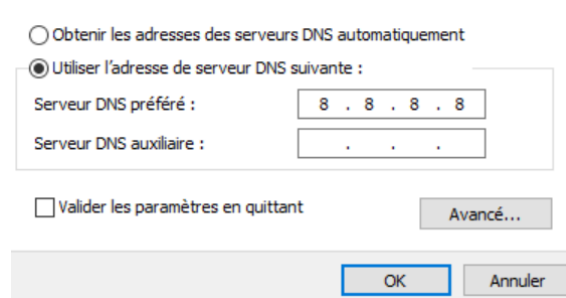 Obtenir les adresses des serveurs DNS automatiquement
Utiliser l'adresse de serveur DNS suivante :
Serveur DNS préféré : 8 . 8 . 8 . 8
Serveur DNS auxiliaire : . . .
Valider les paramètres en quittant
Avancé...
OK Annuler